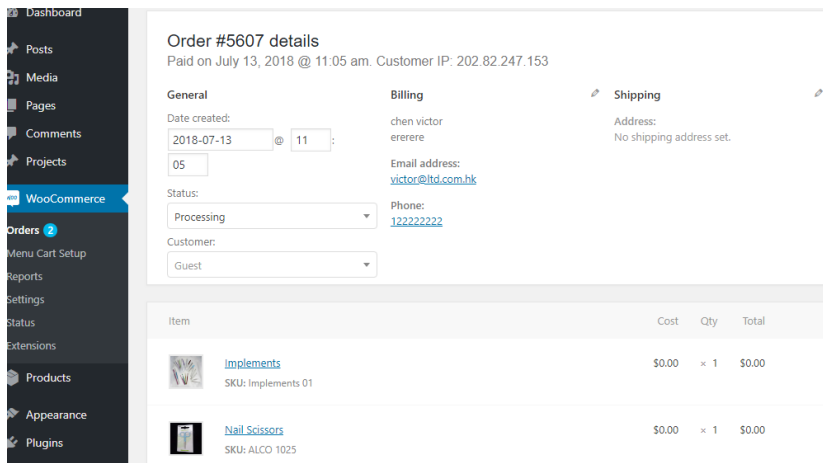 Dashboard
Posts
Media
Pages
Comments
Projects
WooCommerce
Orders 2
Menu Cart Setup
Reports
Settings
Status
Extensions
Products
Appearance
Plugins
Order #5607 details
Paid on July 13, 2018 @ 11:05 am. Customer IP: 202.82.247.153
General
Date created:
2018-07-13 @ 11 :
05
Status:
Processing
Customer:
Guest
Billing
chen victor
ererere
Email address:
victor@ltd.com.hk
Phone:
122222222
Shipping
Address:
No shipping address set.
Item Cost Qty Total
Implements $0.00 × 1 $0.00
SKU: Implements 01
Nail Scissors $0.00 × 1 $0.00
SKU: ALCO 1025